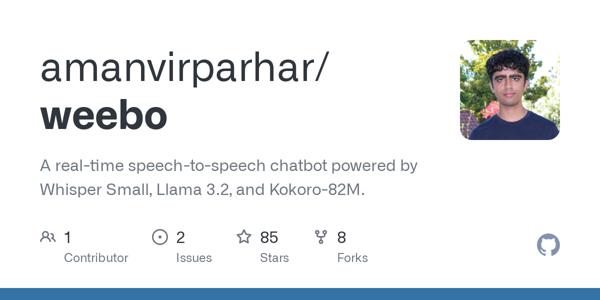 amanvirparhar/
weebo
A real-time speech-to-speech chatbot powered by
Whisper Small, Llama 3.2, and Kokoro-82M.
1 2 85 8
Contributor Issues Stars Forks